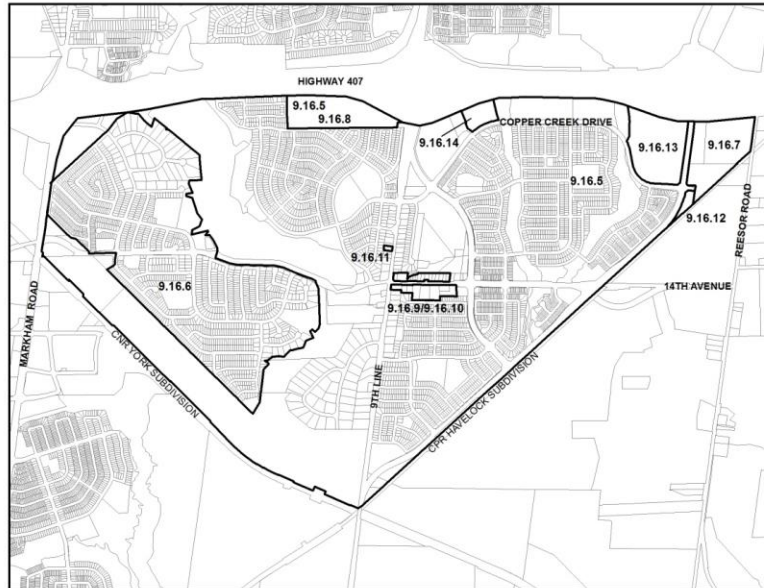 HIGHWAY 407
9.16.5
9.16.8
9.16.14
COPPER CREEK DRIVE
9.16.13
9.16.7
9.16.5
9.16.12
REESOR ROAD
9.16.11
9.16.6
14TH AVENUE
9.16.9/9.16.10
MARKHAM ROAD
CNR YORK SUBDIVISION
9TH LINE
CPR HAVELOCK SUBDIVISION